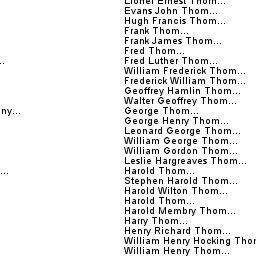 Lionel Ernest Thom...
Evans John Thom...
Hugh Francis Thom...
Frank Thom...
Frank James Thom...
Fred Thom...
.. Fred Luther Thom...
William Frederick Thom...
Frederick William Thom...
Geoffrey Hamlin Thom...
Walter Geoffrey Thom...
ny... George Thom...
George Henry Thom...
Leonard George Thom...
William George Thom...
William Gordon Thom...
Leslie Hargreaves Thom...
... Harold Thom...
Stephen Harold Thom...
Harold Wilton Thom...
Harold Thom...
Harold Membry Thom...
Harry Thom...
Henry Richard Thom...
William Henry Hocking Thom
William Henry Thom...